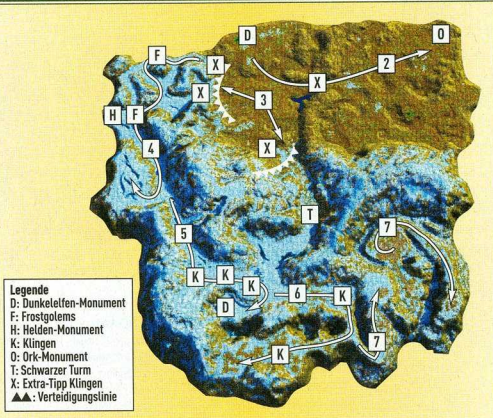 D
O
F
X
2
X
X
3
H
F
4
X
T
7
5
K
K
K
D
6
K
K
7
Legende
D: Dunkelelfen-Monument
F: Frostgolems
H: Helden-Monument
K: Klingen
O: Ork-Monument
T: Schwarzer Turm
X: Extra-Tipp Klingen
▲▲: Verteidigungslinie